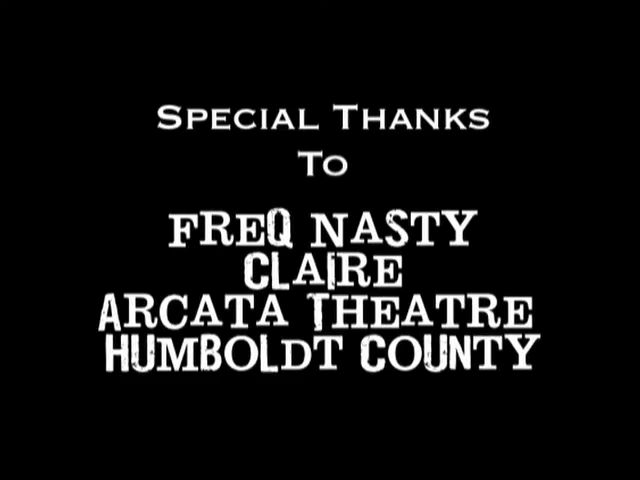 Special Thanks
To
FREQ NASTY
CLAIRE
ARCATA THEATRE
HUMBOLDT COUNTY